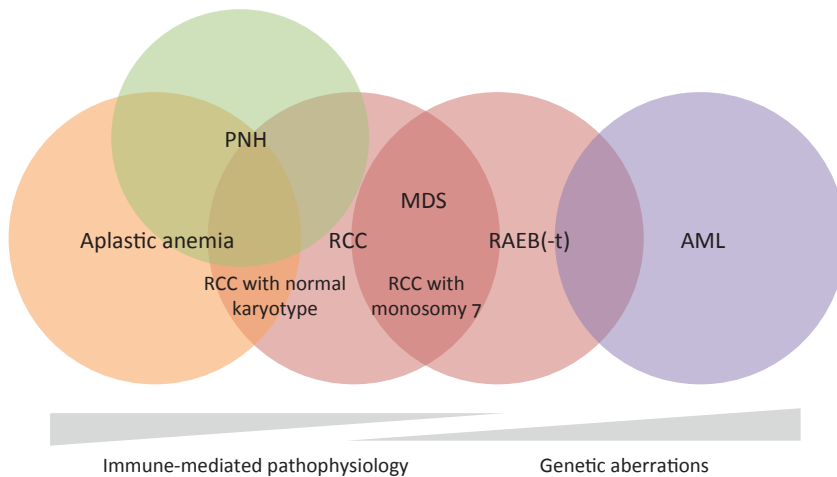 PNH
MDS
Aplastic anemia
RCC
RAEB(-t)
AML
RCC with normal
karyotype
RCC with
monosomy 7
Immune-mediated pathophysiology
Genetic aberrations